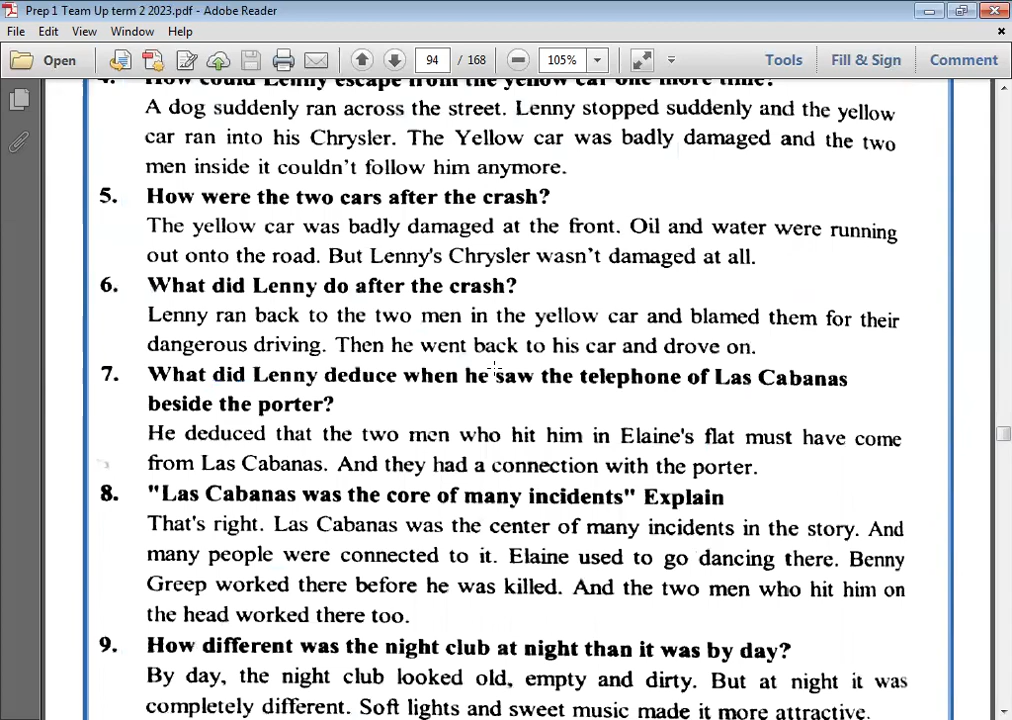 Prep 1 Team Up term 2 2023.pdf - Adobe Reader
File Edit View Window Help
Open 94 / 168 105% Tools Fill & Sign Comment
4. How could Lenny escape from the yellow car one more time?
A dog suddenly ran across the street. Lenny stopped suddenly and the yellow
car ran into his Chrysler. The Yellow car was badly damaged and the two
men inside it couldn't follow him anymore.
5. How were the two cars after the crash?
The yellow car was badly damaged at the front. Oil and water were running
out onto the road. But Lenny's Chrysler wasn't damaged at all.
6. What did Lenny do after the crash?
Lenny ran back to the two men in the yellow car and blamed them for their
dangerous driving. Then he went back to his car and drove on.
7. What did Lenny deduce when he saw the telephone of Las Cabanas
beside the porter?
He deduced that the two men who hit him in Elaine's flat must have come
from Las Cabanas. And they had a connection with the porter.
8. "Las Cabanas was the core of many incidents" Explain
That's right. Las Cabanas was the center of many incidents in the story. And
many people were connected to it. Elaine used to go dancing there. Benny
Greep worked there before he was killed. And the two men who hit him on
the head worked there too.
9. How different was the night club at night than it was by day?
By day, the night club looked old, empty and dirty. But at night it was
completely different. Soft lights and sweet music made it more attractive.